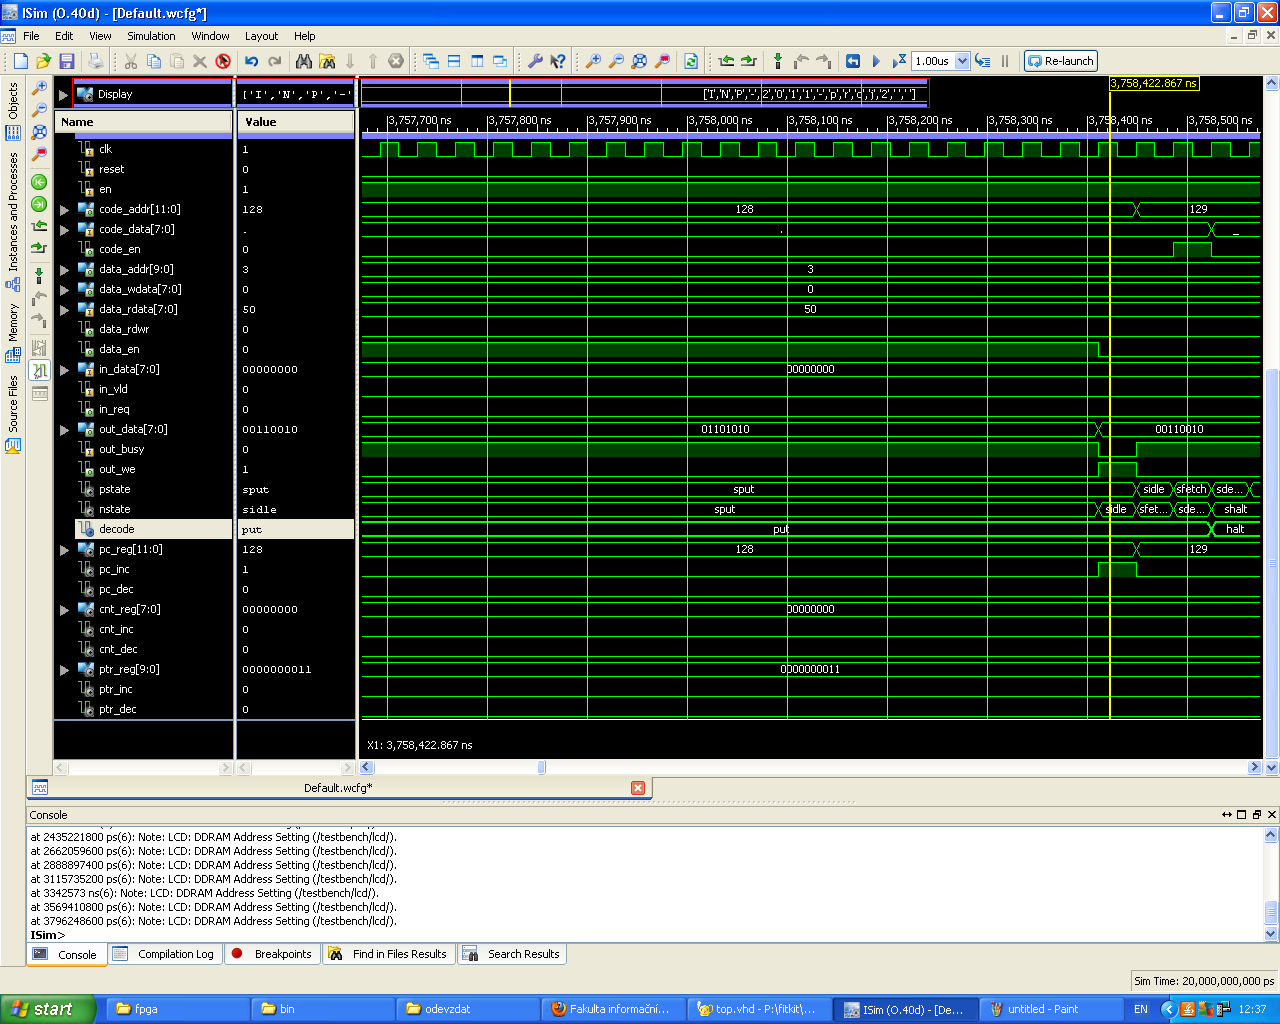 ISim (O.40d) - [Default.wcfg*]
File Edit View Simulation Window Layout Help
1.00us Re-launch
Objects
Instances and Processes
Memory
Source Files
Display ['I','N','P','-'
3,758,422.867 ns
Name Value
3,757,700 ns 3,757,800 ns 3,757,900 ns 3,758,000 ns 3,758,100 ns 3,758,200 ns 3,758,300 ns 3,758,400 ns 3,758,500 ns
clk 1
reset 0
en 1
code_addr[11:0] 128 128 129
code_data[7:0] . . _
code_en 0
data_addr[9:0] 3 3
data_wdata[7:0] 0 0
data_rdata[7:0] 50 50
data_rdwr 0
data_en 0
in_data[7:0] 00000000 00000000
in_vld 0
in_req 0
out_data[7:0] 00110010 01101010 00110010
out_busy 0
out_we 1
pstate sput sput sidle sfetch sde...
nstate sidle sput sidle sfet... sde... shalt
decode put put halt
pc_reg[11:0] 128 128 129
pc_inc 1
pc_dec 0
cnt_reg[7:0] 00000000 00000000
cnt_inc 0
cnt_dec 0
ptr_reg[9:0] 0000000011 0000000011
ptr_inc 0
ptr_dec 0
X1: 3,758,422.867 ns
Default.wcfg*
Console
at 2435221800 ps(6): Note: LCD: DDRAM Address Setting (/testbench/lcd/).
at 2662059600 ps(6): Note: LCD: DDRAM Address Setting (/testbench/lcd/).
at 2888897400 ps(6): Note: LCD: DDRAM Address Setting (/testbench/lcd/).
at 3115735200 ps(6): Note: LCD: DDRAM Address Setting (/testbench/lcd/).
at 3342573 ns(6): Note: LCD: DDRAM Address Setting (/testbench/lcd/).
at 3569410800 ps(6): Note: LCD: DDRAM Address Setting (/testbench/lcd/).
at 3796248600 ps(6): Note: LCD: DDRAM Address Setting (/testbench/lcd/).
ISim>
Console Compilation Log Breakpoints Find in Files Results Search Results
Sim Time: 20,000,000,000 ps
start fpga bin odevzdat Fakulta informační... top.vhd - P:\fitkit\... ISim (O.40d) - [De... untitled - Paint EN 12:37